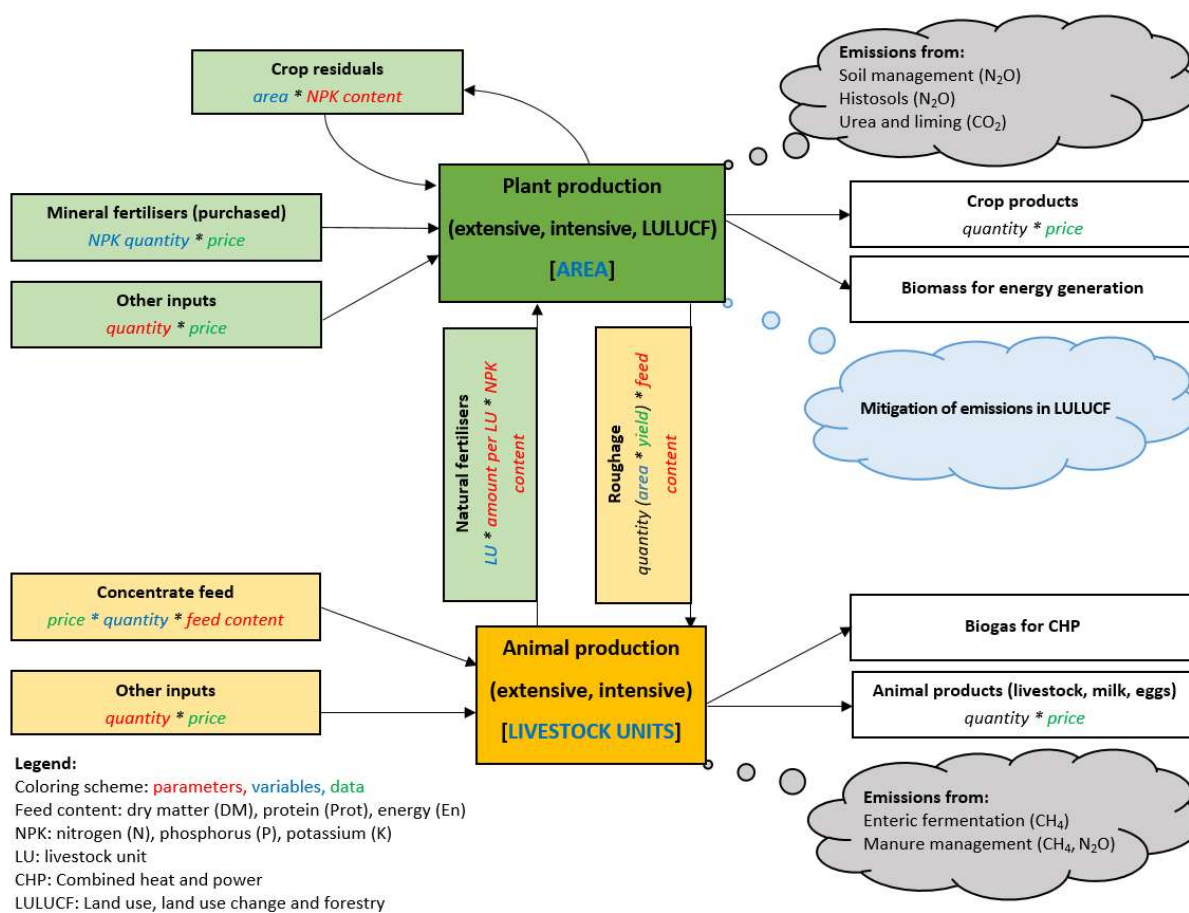 Crop residuals
area * NPK content
Emissions from:
Soil management (N₂O)
Histosols (N₂O)
Urea and liming (CO₂)
Mineral fertilisers (purchased)
NPK quantity * price
Other inputs
quantity * price
Plant production
(extensive, intensive, LULUCF)
[AREA]
Crop products
quantity * price
Biomass for energy generation
Mitigation of emissions in LULUCF
Natural fertilisers
LU * amount per LU * NPK
content
Roughage
quantity (area * yield) * feed
content
Concentrate feed
price * quantity * feed content
Other inputs
quantity * price
Animal production
(extensive, intensive)
[LIVESTOCK UNITS]
Biogas for CHP
Animal products (livestock, milk, eggs)
quantity * price
Emissions from:
Enteric fermentation (CH₄)
Manure management (CH₄, N₂O)
Legend:
Coloring scheme: parameters, variables, data
Feed content: dry matter (DM), protein (Prot), energy (En)
NPK: nitrogen (N), phosphorus (P), potassium (K)
LU: livestock unit
CHP: Combined heat and power
LULUCF: Land use, land use change and forestry